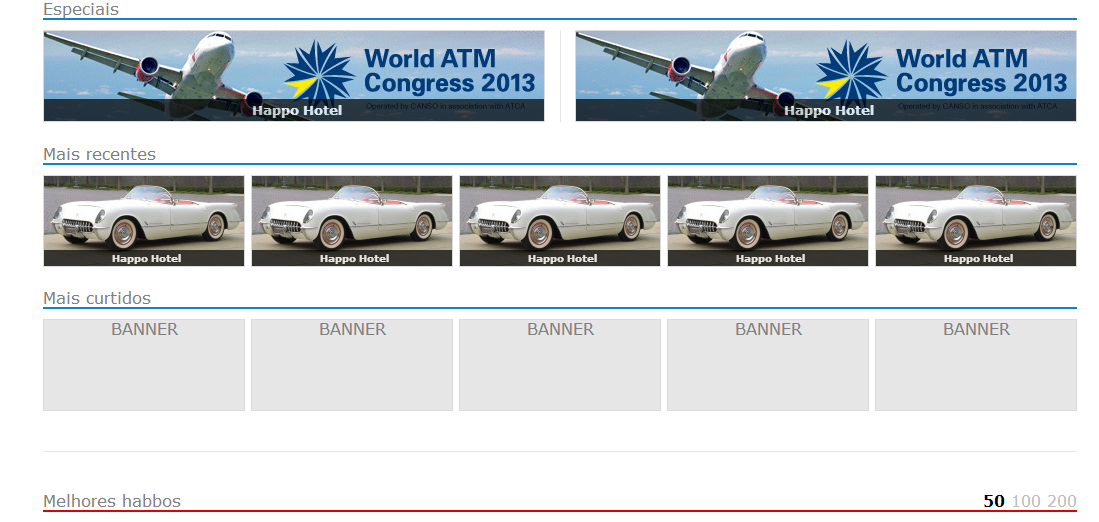 Especiais
World ATM
Congress 2013
Operated by CANSO in association with ATCA
Happo Hotel
World ATM
Congress 2013
Operated by CANSO in association with ATCA
Happo Hotel
Mais recentes
Happo Hotel
Happo Hotel
Happo Hotel
Happo Hotel
Happo Hotel
Mais curtidos
BANNER
BANNER
BANNER
BANNER
BANNER
Melhores habbos
50 100 200